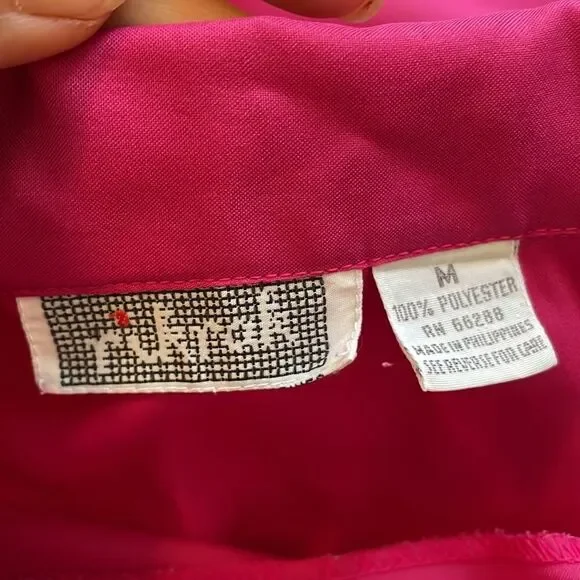 rikrak
M
100% POLYESTER
RN 66288
MADE IN PHILIPPINES
SEE REVERSE FOR CARE